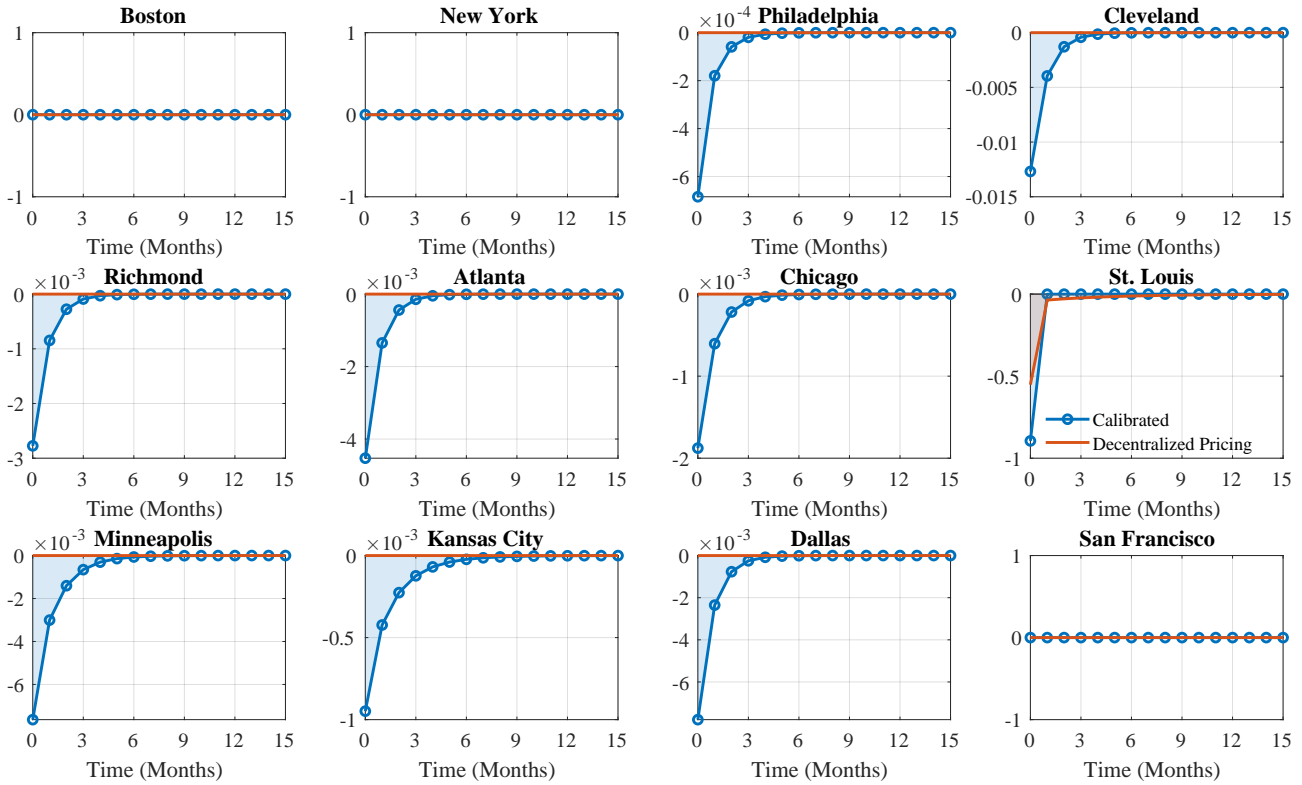 Boston
1
0
-1
0 3 6 9 12 15
Time (Months)
New York
1
0
-1
0 3 6 9 12 15
Time (Months)
×10⁻⁴ Philadelphia
0
-2
-4
-6
0 3 6 9 12 15
Time (Months)
Cleveland
0
-0.005
-0.01
-0.015
0 3 6 9 12 15
Time (Months)
×10⁻³ Richmond
0
-1
-2
-3
0 3 6 9 12 15
Time (Months)
×10⁻³ Atlanta
0
-2
-4
0 3 6 9 12 15
Time (Months)
×10⁻³ Chicago
0
-1
-2
0 3 6 9 12 15
Time (Months)
St. Louis
0
-0.5
-1
Calibrated
Decentralized Pricing
0 3 6 9 12 15
Time (Months)
×10⁻³ Minneapolis
0
-2
-4
-6
0 3 6 9 12 15
Time (Months)
×10⁻³ Kansas City
0
-0.5
-1
0 3 6 9 12 15
Time (Months)
×10⁻³ Dallas
0
-2
-4
-6
0 3 6 9 12 15
Time (Months)
San Francisco
1
0
-1
0 3 6 9 12 15
Time (Months)